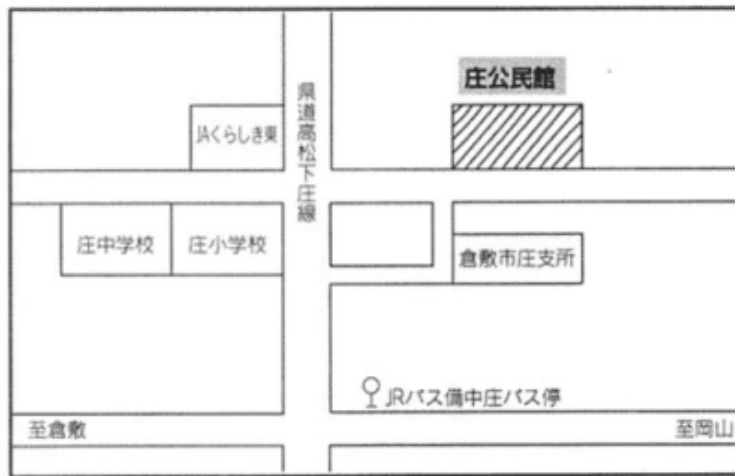 庄公民館
JAくらしき東
県道高松下庄線
庄中学校
庄小学校
倉敷市庄支所
JRバス備中庄バス停
至倉敷
至岡山